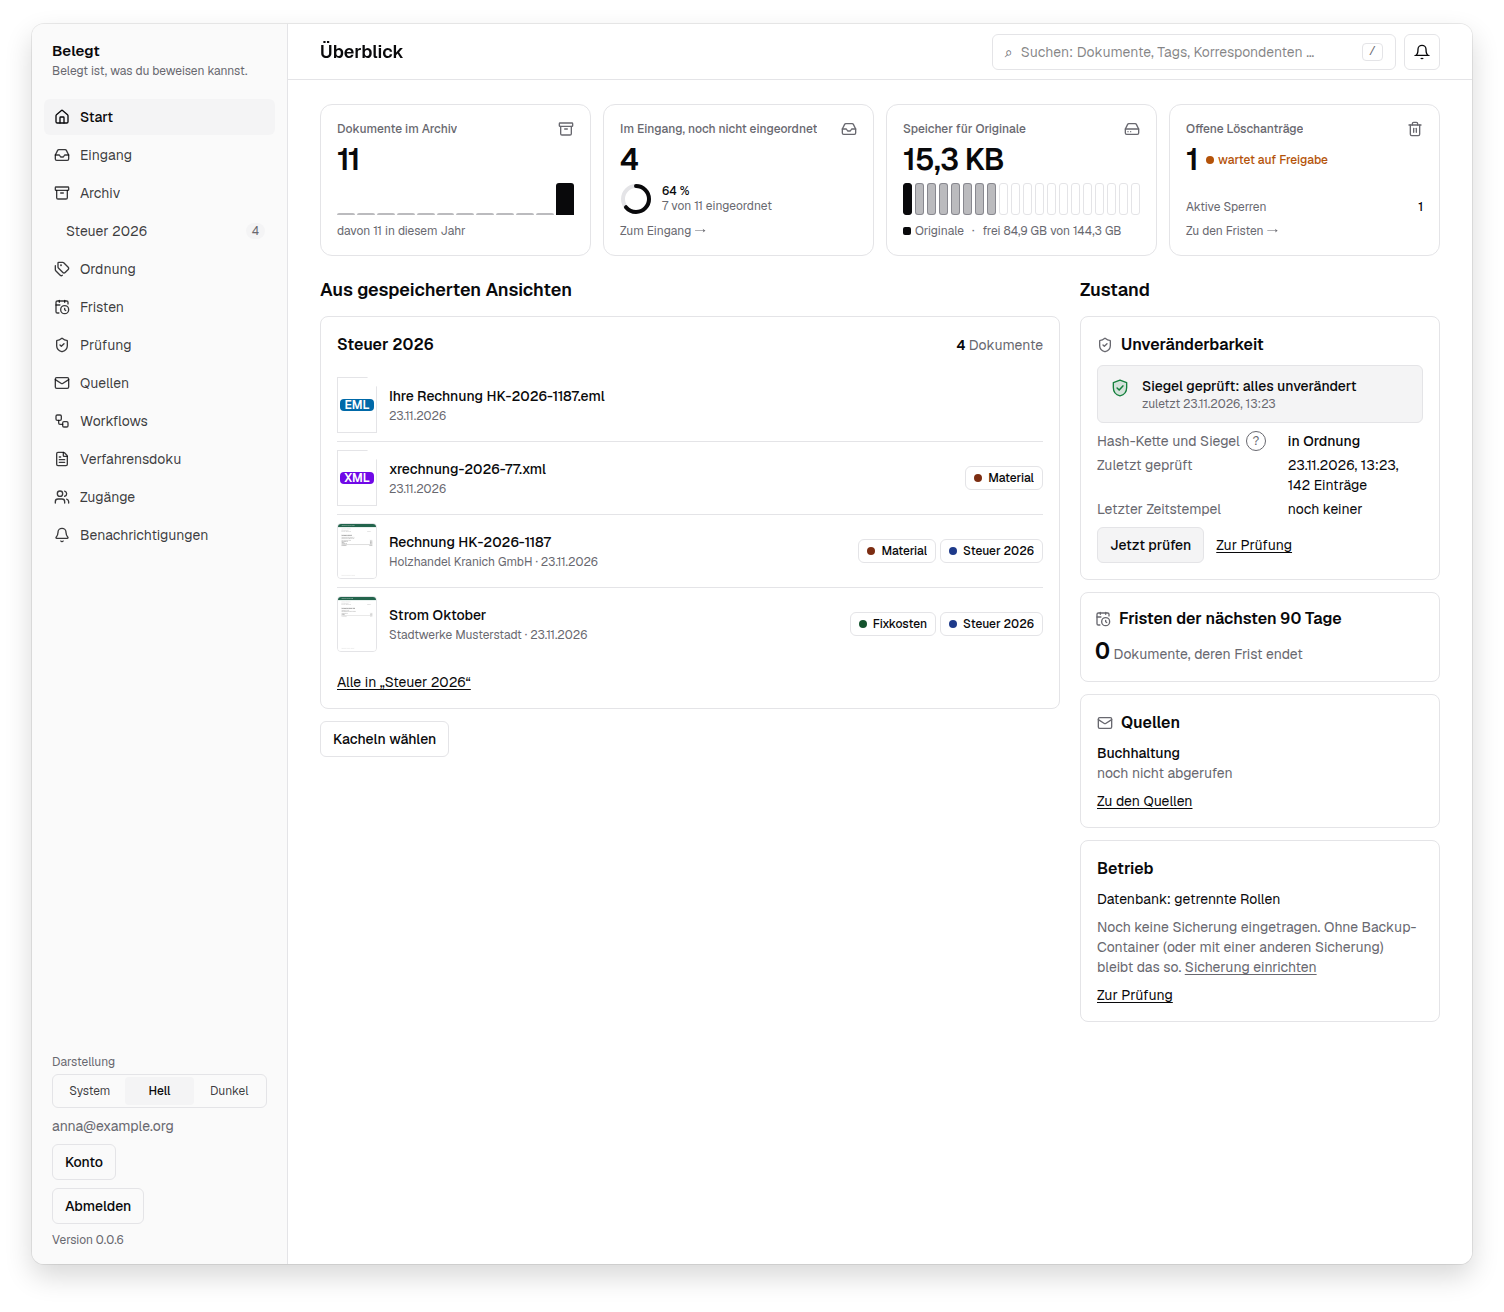 Belegt
Belegt ist, was du beweisen kannst.
Start
Eingang
Archiv
Steuer 2026 4
Ordnung
Fristen
Prüfung
Quellen
Workflows
Verfahrensdoku
Zugänge
Benachrichtigungen
Darstellung
System Hell Dunkel
anna@example.org
Konto
Abmelden
Version 0.0.6
Überblick
Suchen: Dokumente, Tags, Korrespondenten … /
Dokumente im Archiv
11
davon 11 in diesem Jahr
Im Eingang, noch nicht eingeordnet
4
64 %
7 von 11 eingeordnet
Zum Eingang →
Speicher für Originale
15,3 KB
Originale · frei 84,9 GB von 144,3 GB
Offene Löschanträge
1 wartet auf Freigabe
Aktive Sperren 1
Zu den Fristen →
Aus gespeicherten Ansichten
Steuer 2026 4 Dokumente
EML
Ihre Rechnung HK-2026-1187.eml
23.11.2026
XML
xrechnung-2026-77.xml
23.11.2026
Material
Rechnung HK-2026-1187
Holzhandel Kranich GmbH · 23.11.2026
Material Steuer 2026
Strom Oktober
Stadtwerke Musterstadt · 23.11.2026
Fixkosten Steuer 2026
Alle in „Steuer 2026“
Kacheln wählen
Zustand
Unveränderbarkeit
Siegel geprüft: alles unverändert
zuletzt 23.11.2026, 13:23
Hash-Kette und Siegel ? in Ordnung
Zuletzt geprüft 23.11.2026, 13:23,
142 Einträge
Letzter Zeitstempel noch keiner
Jetzt prüfen Zur Prüfung
Fristen der nächsten 90 Tage
0 Dokumente, deren Frist endet
Quellen
Buchhaltung
noch nicht abgerufen
Zu den Quellen
Betrieb
Datenbank: getrennte Rollen
Noch keine Sicherung eingetragen. Ohne Backup-
Container (oder mit einer anderen Sicherung)
bleibt das so. Sicherung einrichten
Zur Prüfung